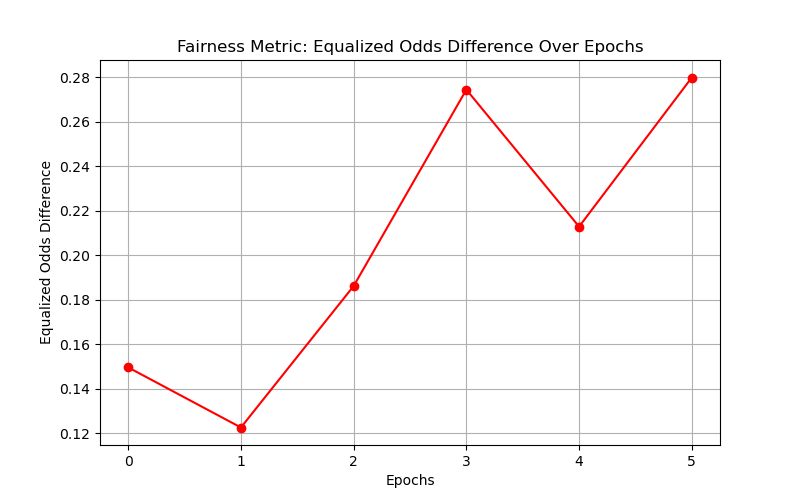 Fairness Metric: Equalized Odds Difference Over Epochs
Equalized Odds Difference
0.28
0.26
0.24
0.22
0.20
0.18
0.16
0.14
0.12
0 1 2 3 4 5
Epochs